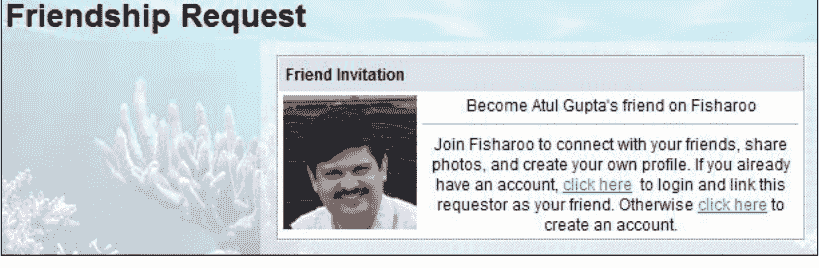 Friendship Request
Friend Invitation
Become Atul Gupta's friend on Fisharoo
Join Fisharoo to connect with your friends, share
photos, and create your own profile. If you already
have an account, click here to login and link this
requestor as your friend. Otherwise click here to
create an account.